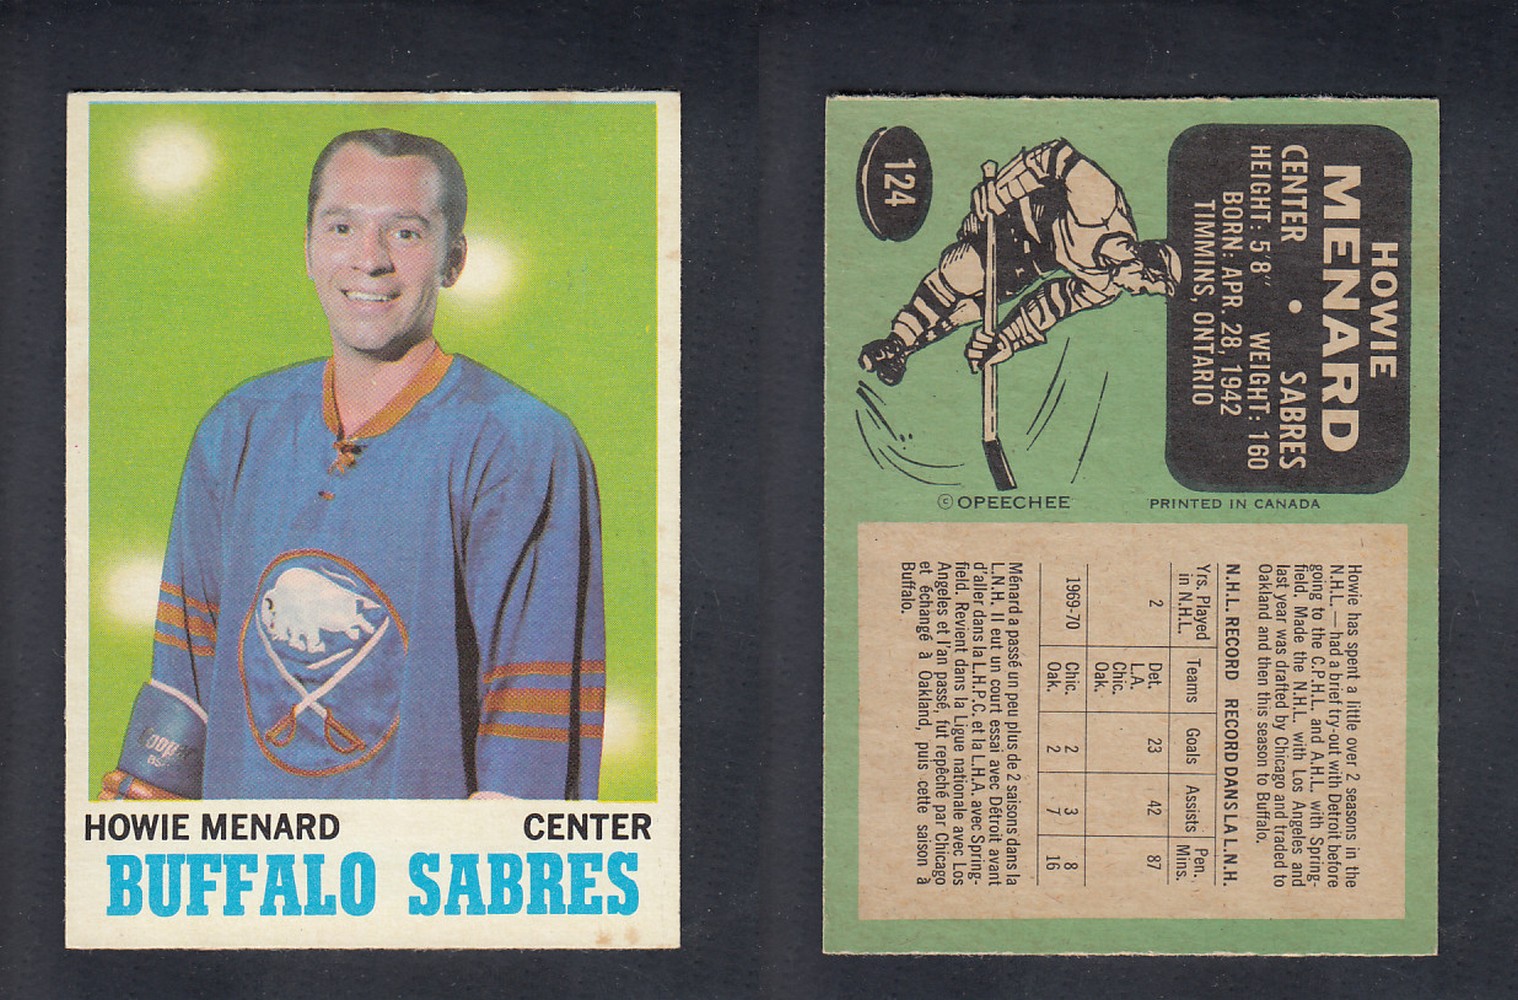 HOWIE MENARD
CENTER
BUFFALO SABRES
Cooper
124
HOWIE
MENARD
CENTER • SABRES
HEIGHT: 5'8" WEIGHT: 160
BORN: APR. 28, 1942
TIMMINS, ONTARIO
© OPEECHEE
PRINTED IN CANADA
Howie has spent a little over 2 seasons in the
N.H.L. — had a brief try-out with Detroit before
going to the C.P.H.L. and A.H.L. with Spring-
field. Made the N.H.L. with Los Angeles and
last year was drafted by Chicago and traded to
Oakland and then this season to Buffalo.
N.H.L. RECORD RECORD DANS LA L.N.H.
Yrs. Played in N.H.L. Teams Goals Assists Pen. Mins.
2 Det. 23 42 87
L.A.
Chic.
Oak.
1969-70 Chic. 2 3 8
Oak. 2 7 16
Ménard a passé un peu plus de 2 saisons dans la
L.N.H. Il eut un court essai avec Détroit avant
d'aller dans la L.H.P.C. et la L.H.A. avec Spring-
field. Revient dans la Ligue nationale avec Los
Angeles et l'an passé, fut repêché par Chicago
et échangé à Oakland, puis cette saison à
Buffalo.